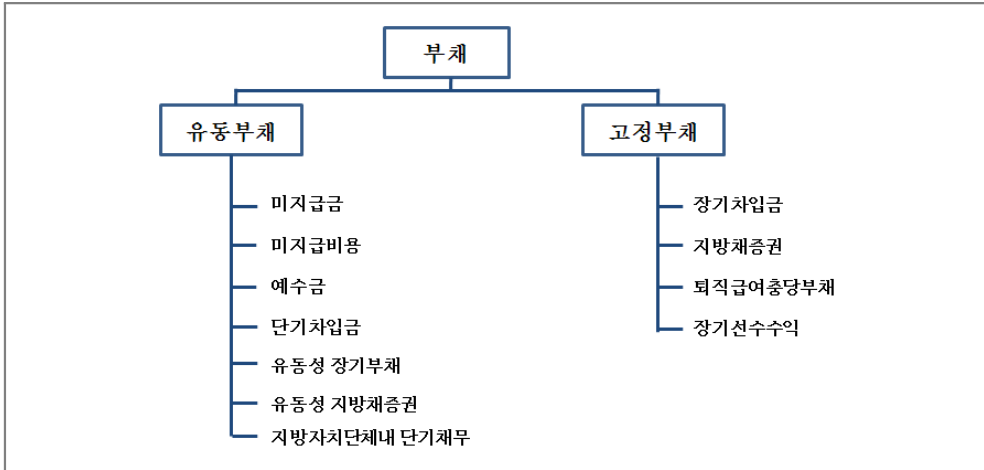 부채
유동부채
고정부채
미지급금
미지급비용
예수금
단기차입금
유동성 장기부채
유동성 지방채증권
지방자치단체내 단기채무
장기차입금
지방채증권
퇴직급여충당부채
장기선수수익